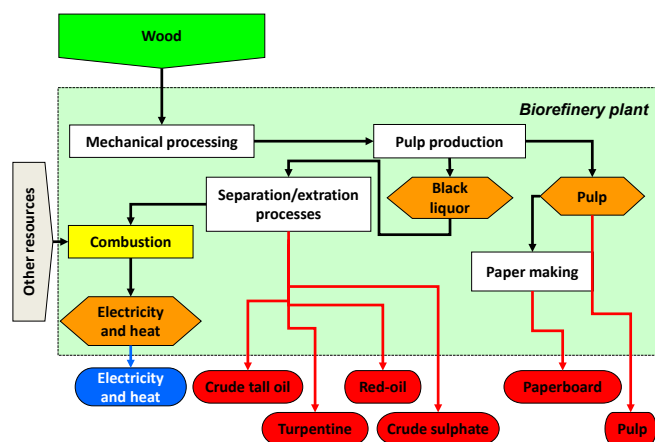 Wood
Biorefinery plant
Mechanical processing
Pulp production
Separation/extration
processes
Black
liquor
Pulp
Other resources
Combustion
Paper making
Electricity
and heat
Electricity
and heat
Crude tall oil
Red-oil
Paperboard
Turpentine
Crude sulphate
Pulp